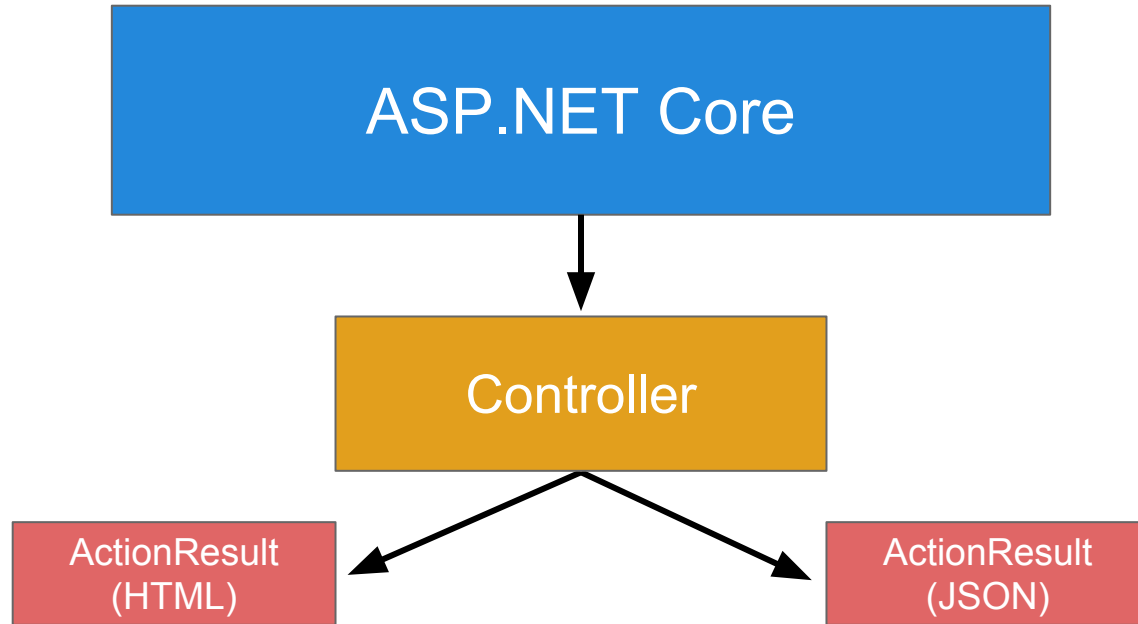 ASP.NET Core
Controller
ActionResult
(HTML)
ActionResult
(JSON)